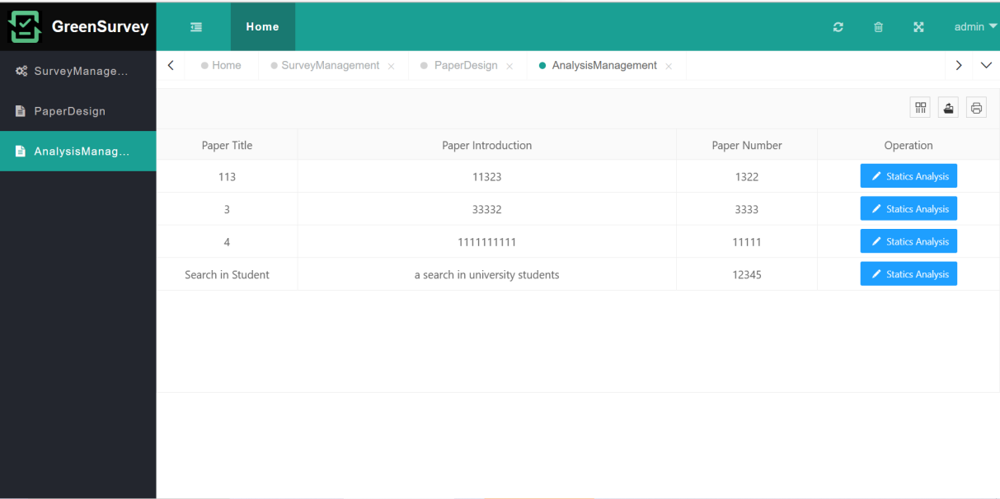 GreenSurvey
Home
admin
SurveyManage...
PaperDesign
AnalysisManag...
Home
SurveyManagement
PaperDesign
AnalysisManagement
Paper Title Paper Introduction Paper Number Operation
113 11323 1322 Statics Analysis
3 33332 3333 Statics Analysis
4 1111111111 11111 Statics Analysis
Search in Student a search in university students 12345 Statics Analysis